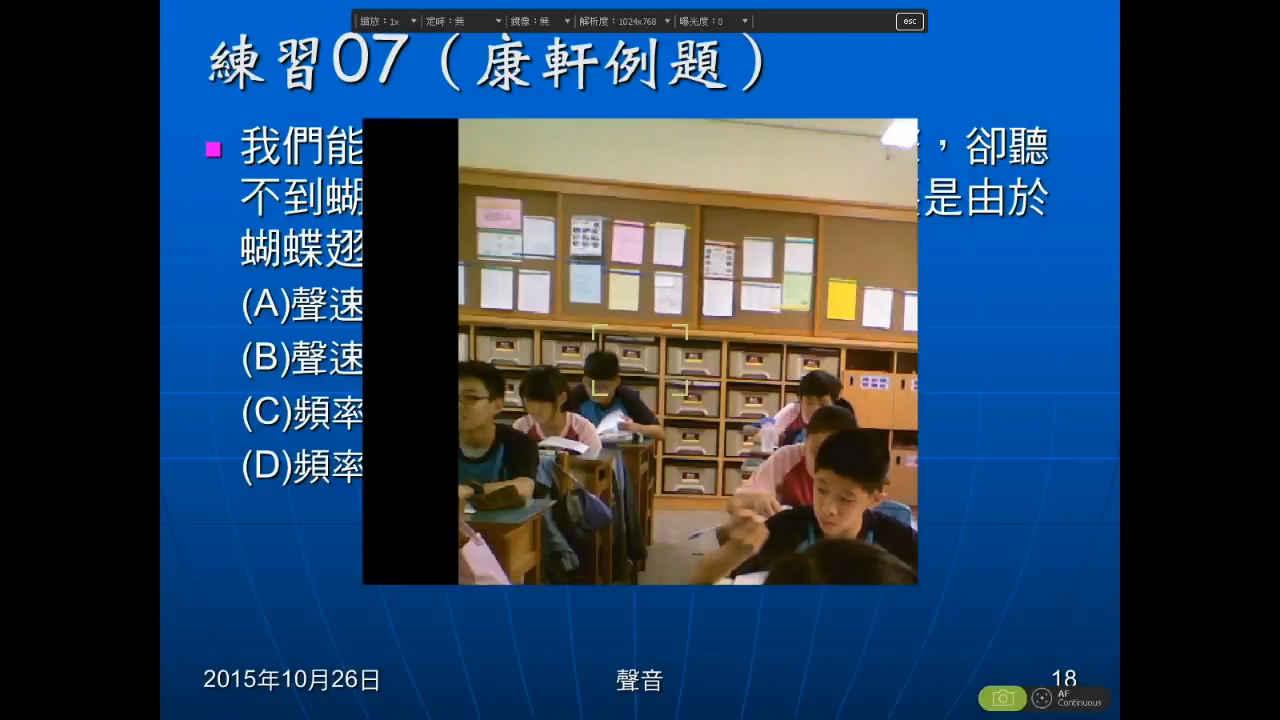 縮放：1x 定時：無 鏡像：無 解析度：1024x768 曝光度：0 esc
練習07（康軒例題）
我們能
，卻聽
不到蝴
是由於
蝴蝶翅
(A)聲速
(B)聲速
(C)頻率
(D)頻率
2015年10月26日
聲音
18
AF
Continuous